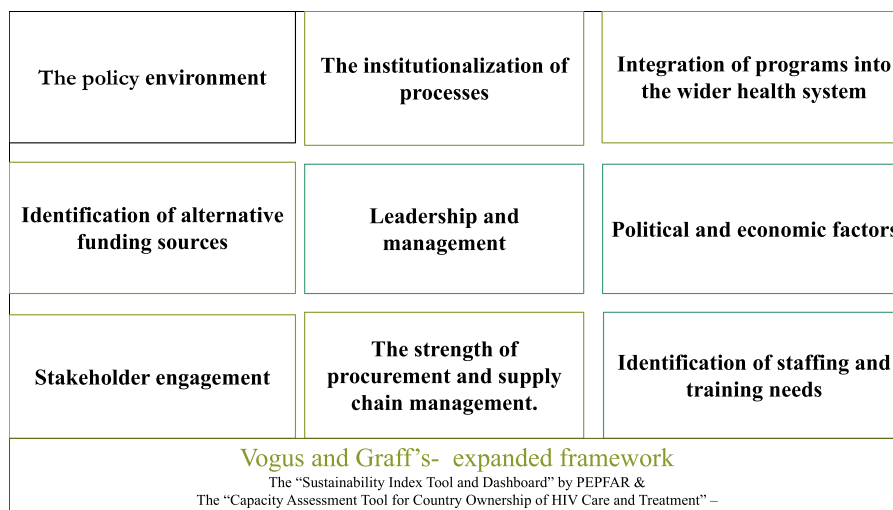 The policy environment
The institutionalization of
processes
Integration of programs into
the wider health system
Identification of alternative
funding sources
Leadership and
management
Political and economic factors
Stakeholder engagement
The strength of
procurement and supply
chain management.
Identification of staffing and
training needs
Vogus and Graff’s-  expanded framework
The “Sustainability Index Tool and Dashboard” by PEPFAR &
The “Capacity Assessment Tool for Country Ownership of HIV Care and Treatment” –